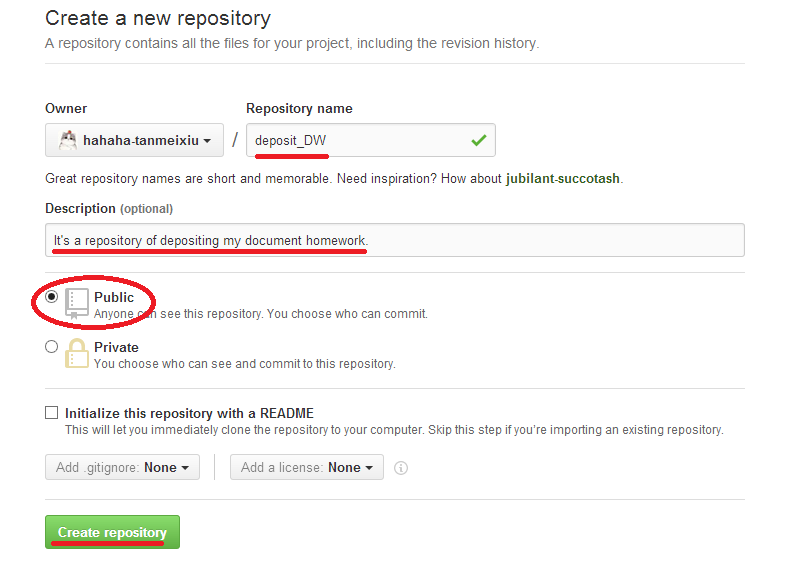 Create a new repository
A repository contains all the files for your project, including the revision history.
Owner
Repository name
hahaha-tanmeixiu
/
deposit_DW
Great repository names are short and memorable. Need inspiration? How about jubilant-succotash.
Description (optional)
It's a repository of depositing my document homework.
Public
Anyone can see this repository. You choose who can commit.
Private
You choose who can see and commit to this repository.
Initialize this repository with a README
This will let you immediately clone the repository to your computer. Skip this step if you're importing an existing repository.
Add .gitignore: None
Add a license: None
Create repository